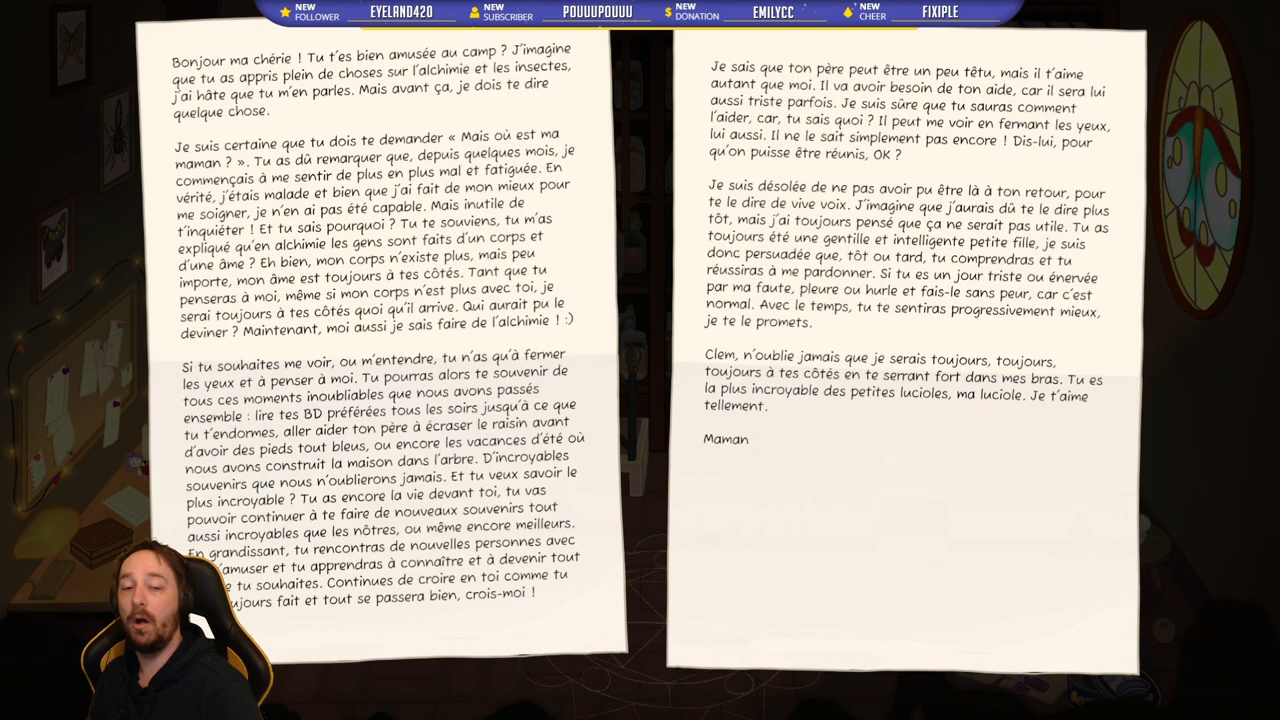 NEW FOLLOWER EYELAND420 NEW SUBSCRIBER POUUUPOUUU NEW DONATION EMILYCC NEW CHEER FIXIPLE
Bonjour ma chérie ! Tu t'es bien amusée au camp ? J'imagine
que tu as appris plein de choses sur l'alchimie et les insectes,
j'ai hâte que tu m'en parles. Mais avant ça, je dois te dire
quelque chose.
Je suis certaine que tu dois te demander « Mais où est ma
maman ? ». Tu as dû remarquer que, depuis quelques mois, je
commençais à me sentir de plus en plus mal et fatiguée. En
vérité, j'étais malade et bien que j'ai fait de mon mieux pour
me soigner, je n'en ai pas été capable. Mais inutile de
t'inquiéter ! Et tu sais pourquoi ? Tu te souviens, tu m'as
expliqué qu'en alchimie les gens sont faits d'un corps et
d'une âme ? Eh bien, mon corps n'existe plus, mais peu
importe, mon âme est toujours à tes côtés. Tant que tu
penseras à moi, même si mon corps n'est plus avec toi, je
serai toujours à tes côtés quoi qu'il arrive. Qui aurait pu le
deviner ? Maintenant, moi aussi je sais faire de l'alchimie ! :)
Si tu souhaites me voir, ou m'entendre, tu n'as qu'à fermer
les yeux et à penser à moi. Tu pourras alors te souvenir de
tous ces moments inoubliables que nous avons passés
ensemble : lire tes BD préférées tous les soirs jusqu'à ce que
tu t'endormes, aller aider ton père à écraser le raisin avant
d'avoir des pieds tout bleus, ou encore les vacances d'été où
nous avons construit la maison dans l'arbre. D'incroyables
souvenirs que nous n'oublierons jamais. Et tu veux savoir le
plus incroyable ? Tu as encore la vie devant toi, tu vas
pouvoir continuer à te faire de nouveaux souvenirs tout
aussi incroyables que les nôtres, ou même encore meilleurs.
En grandissant, tu rencontras de nouvelles personnes avec
'amuser et tu apprendras à connaître et à devenir tout
e tu souhaites. Continues de croire en toi comme tu
ujours fait et tout se passera bien, crois-moi !
Je sais que ton père peut être un peu têtu, mais il t'aime
autant que moi. Il va avoir besoin de ton aide, car il sera lui
aussi triste parfois. Je suis sûre que tu sauras comment
l'aider, car, tu sais quoi ? Il peut me voir en fermant les yeux,
lui aussi. Il ne le sait simplement pas encore ! Dis-lui, pour
qu'on puisse être réunis, OK ?
Je suis désolée de ne pas avoir pu être là à ton retour, pour
te le dire de vive voix. J'imagine que j'aurais dû te le dire plus
tôt, mais j'ai toujours pensé que ça ne serait pas utile. Tu as
toujours été une gentille et intelligente petite fille, je suis
donc persuadée que, tôt ou tard, tu comprendras et tu
réussiras à me pardonner. Si tu es un jour triste ou énervée
par ma faute, pleure ou hurle et fais-le sans peur, car c'est
normal. Avec le temps, tu te sentiras progressivement mieux,
je te le promets.
Clem, n'oublie jamais que je serais toujours, toujours,
toujours à tes côtés en te serrant fort dans mes bras. Tu es
la plus incroyable des petites lucioles, ma luciole. Je t'aime
tellement.
Maman